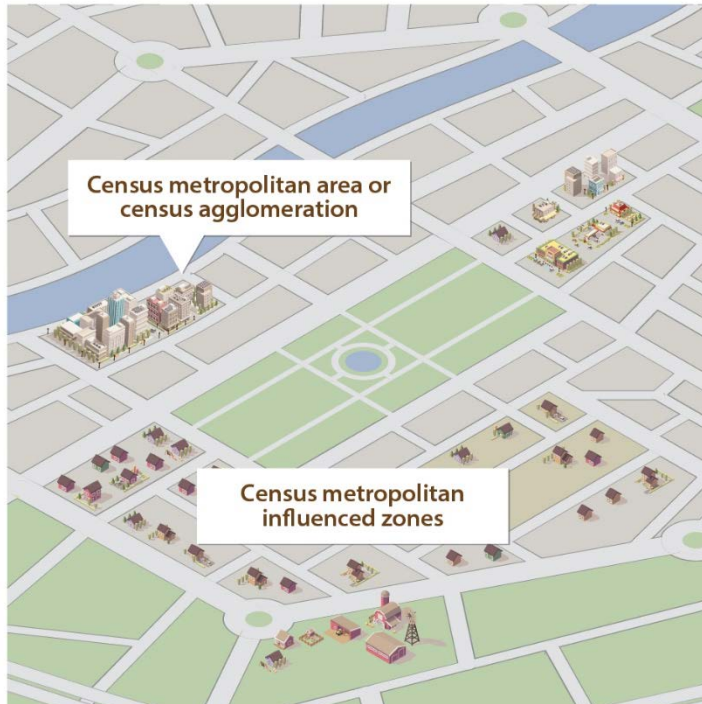 Census metropolitan area or
census agglomeration
Census metropolitan
influenced zones